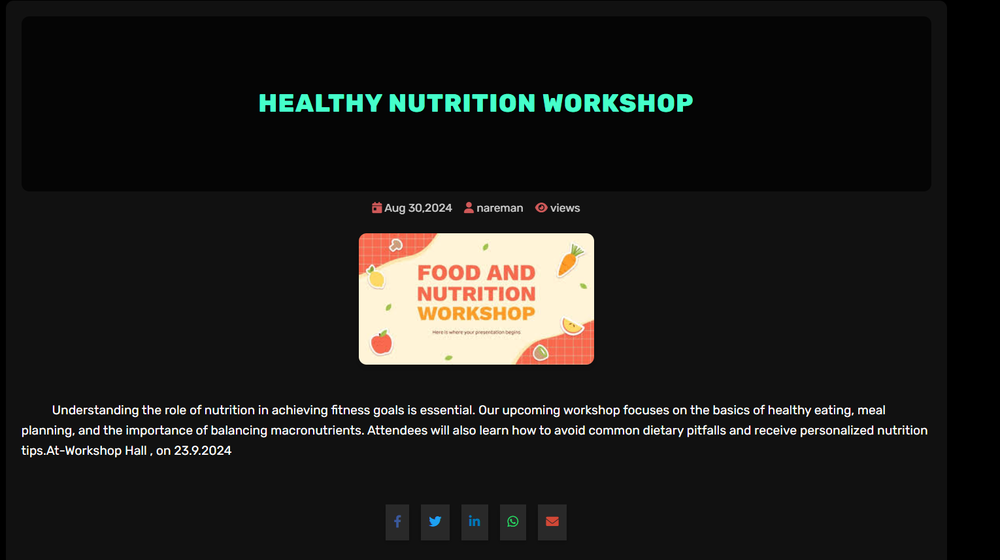 HEALTHY NUTRITION WORKSHOP
Aug 30,2024 nareman views
FOOD AND
NUTRITION
WORKSHOP
Here is where your presentation begins
Understanding the role of nutrition in achieving fitness goals is essential. Our upcoming workshop focuses on the basics of healthy eating, meal
planning, and the importance of balancing macronutrients. Attendees will also learn how to avoid common dietary pitfalls and receive personalized nutrition
tips.At-Workshop Hall , on 23.9.2024